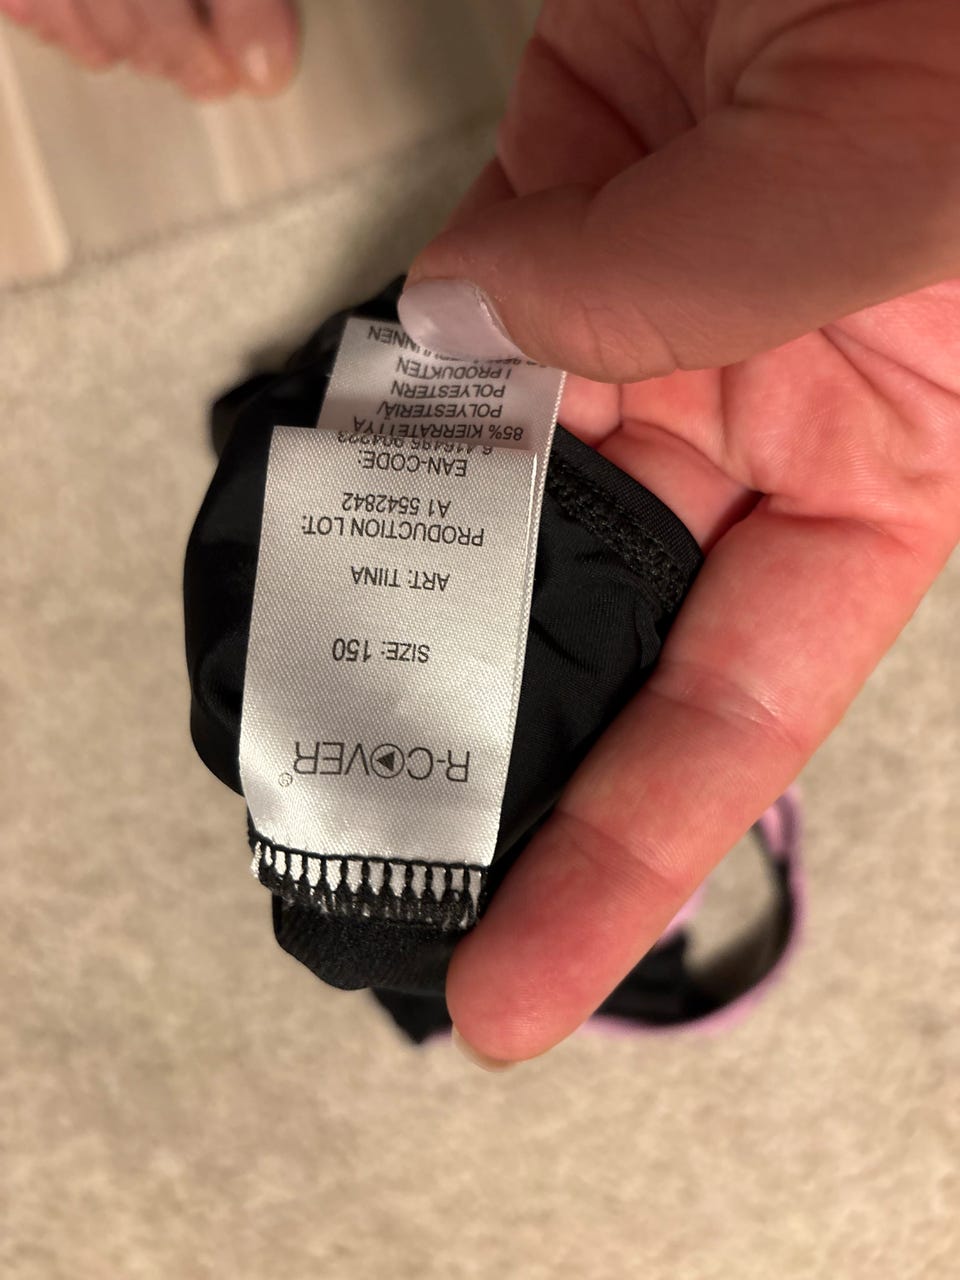 R-COVER®
SIZE: 150
ART: TIINA
PRODUCTION LOT:
A1 5542842
EAN-CODE:
85% KIERRÄTETTYÄ
POLYESTERIÄ/
POLYESTERN
I PRODUKTEN